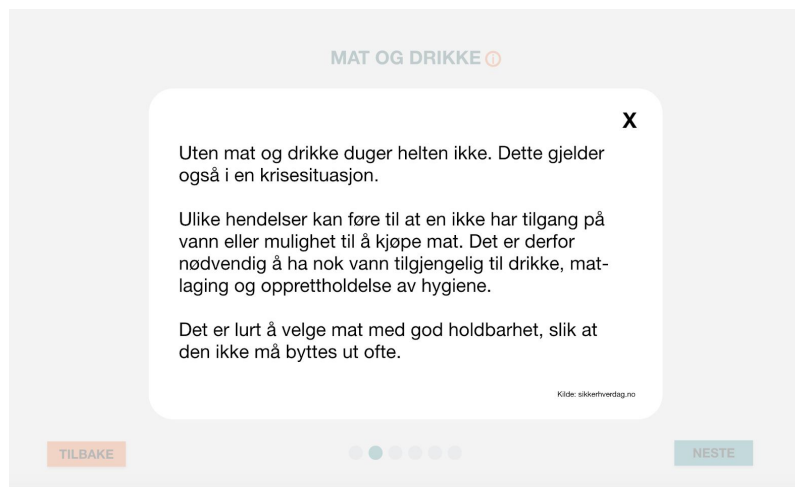 MAT OG DRIKKE
X
Uten mat og drikke duger helten ikke. Dette gjelder
også i en krisesituasjon.
Ulike hendelser kan føre til at en ikke har tilgang på
vann eller mulighet til å kjøpe mat. Det er derfor
nødvendig å ha nok vann tilgjengelig til drikke, mat-
laging og opprettholdelse av hygiene.
Det er lurt å velge mat med god holdbarhet, slik at
den ikke må byttes ut ofte.
Kilde: sikkerhverdag.no
TILBAKE
NESTE